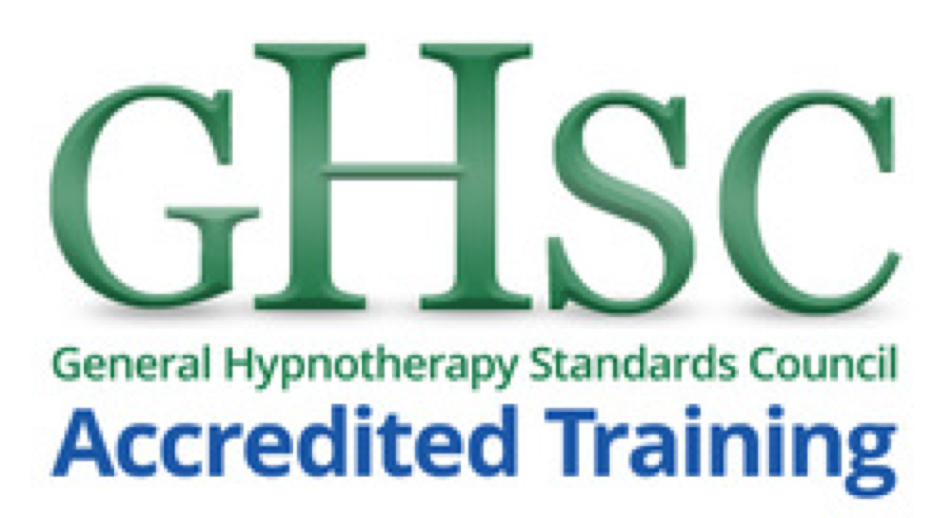 GHSC
General Hypnotherapy Standards Council
Accredited Training